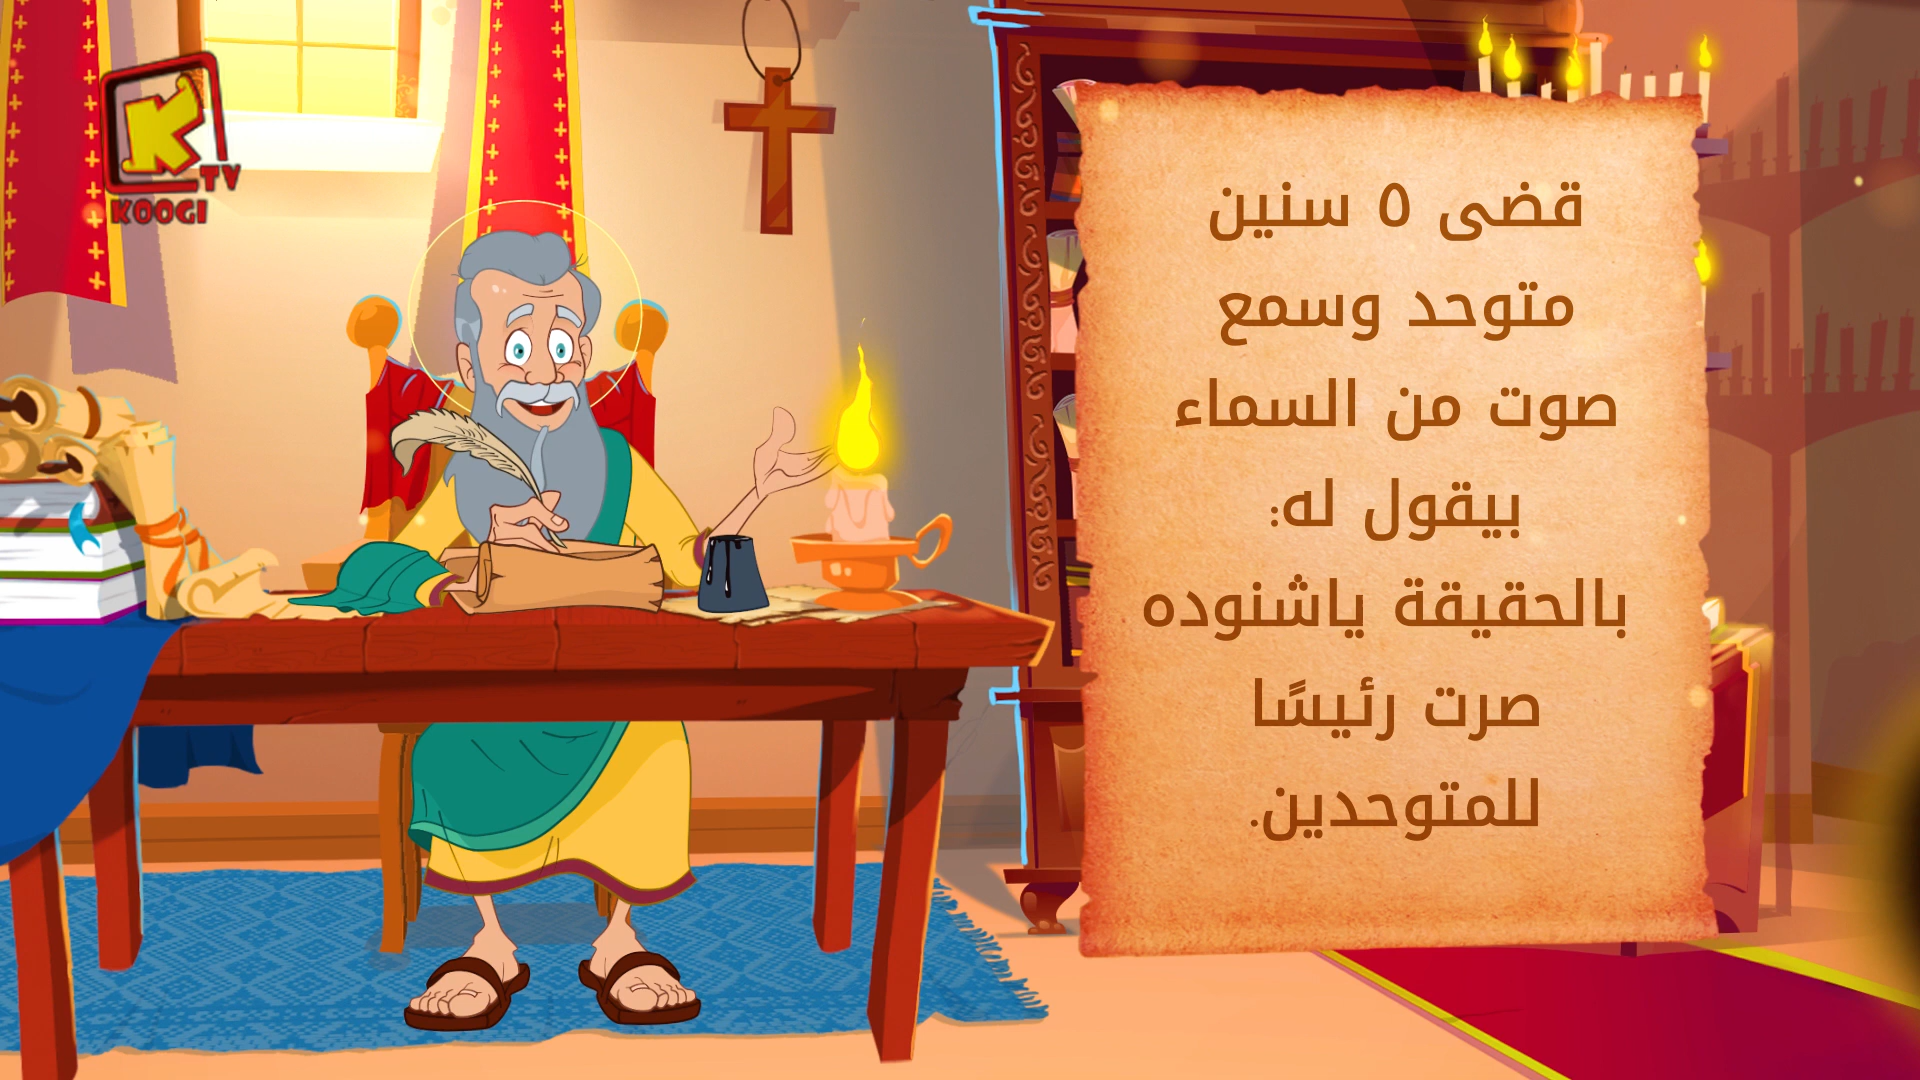 K TV
KOOGI
قضى ٥ سنين
متوحد وسمع
صوت من السماء
بيقول له:
بالحقيقة ياشنوده
صرت رئيسًا
للمتوحدين.